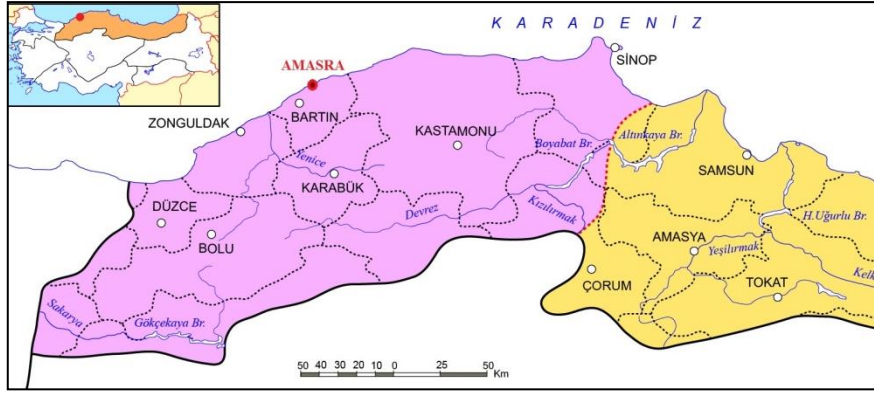 K A R A D E N İ Z
SİNOP
AMASRA
BARTIN
ZONGULDAK
KASTAMONU
Boyabat Br.
Altınkaya Br.
SAMSUN
Yenice
KARABÜK
Devrez
Kızılırmak
DÜZCE
BOLU
H.Uğurlu Br.
AMASYA
Yeşilırmak
ÇORUM
TOKAT
Kelk
Sakarya
Gökçekaya Br.
50 40 30 20 10 0 25 50
Km